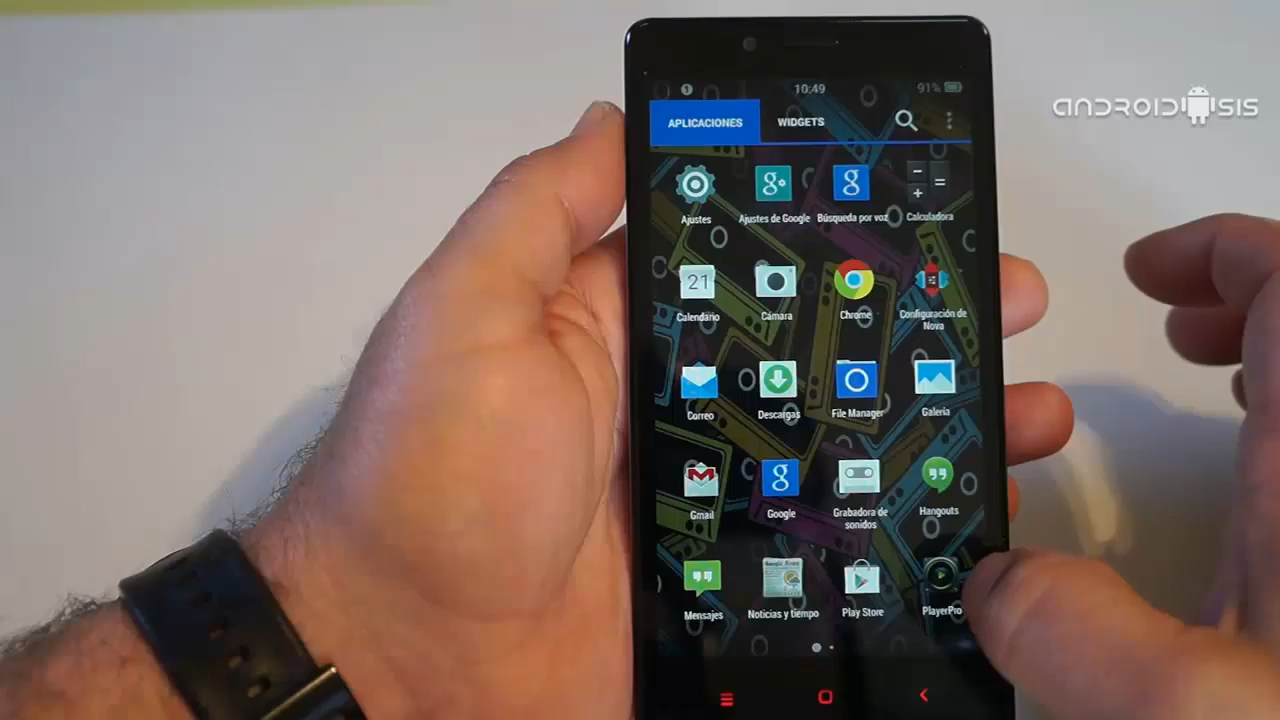 ANDROIDSIS
1 10:49 91%
APLICACIONES WIDGETS
Ajustes Ajustes de Google Búsqueda por voz Calculadora
21
Calendario Cámara Chrome Configuración de
Nova
Correo Descargas File Manager Galería
Gmail Google Grabadora de Hangouts
sonidos
Mensajes Noticias y tiempo Play Store PlayerPro